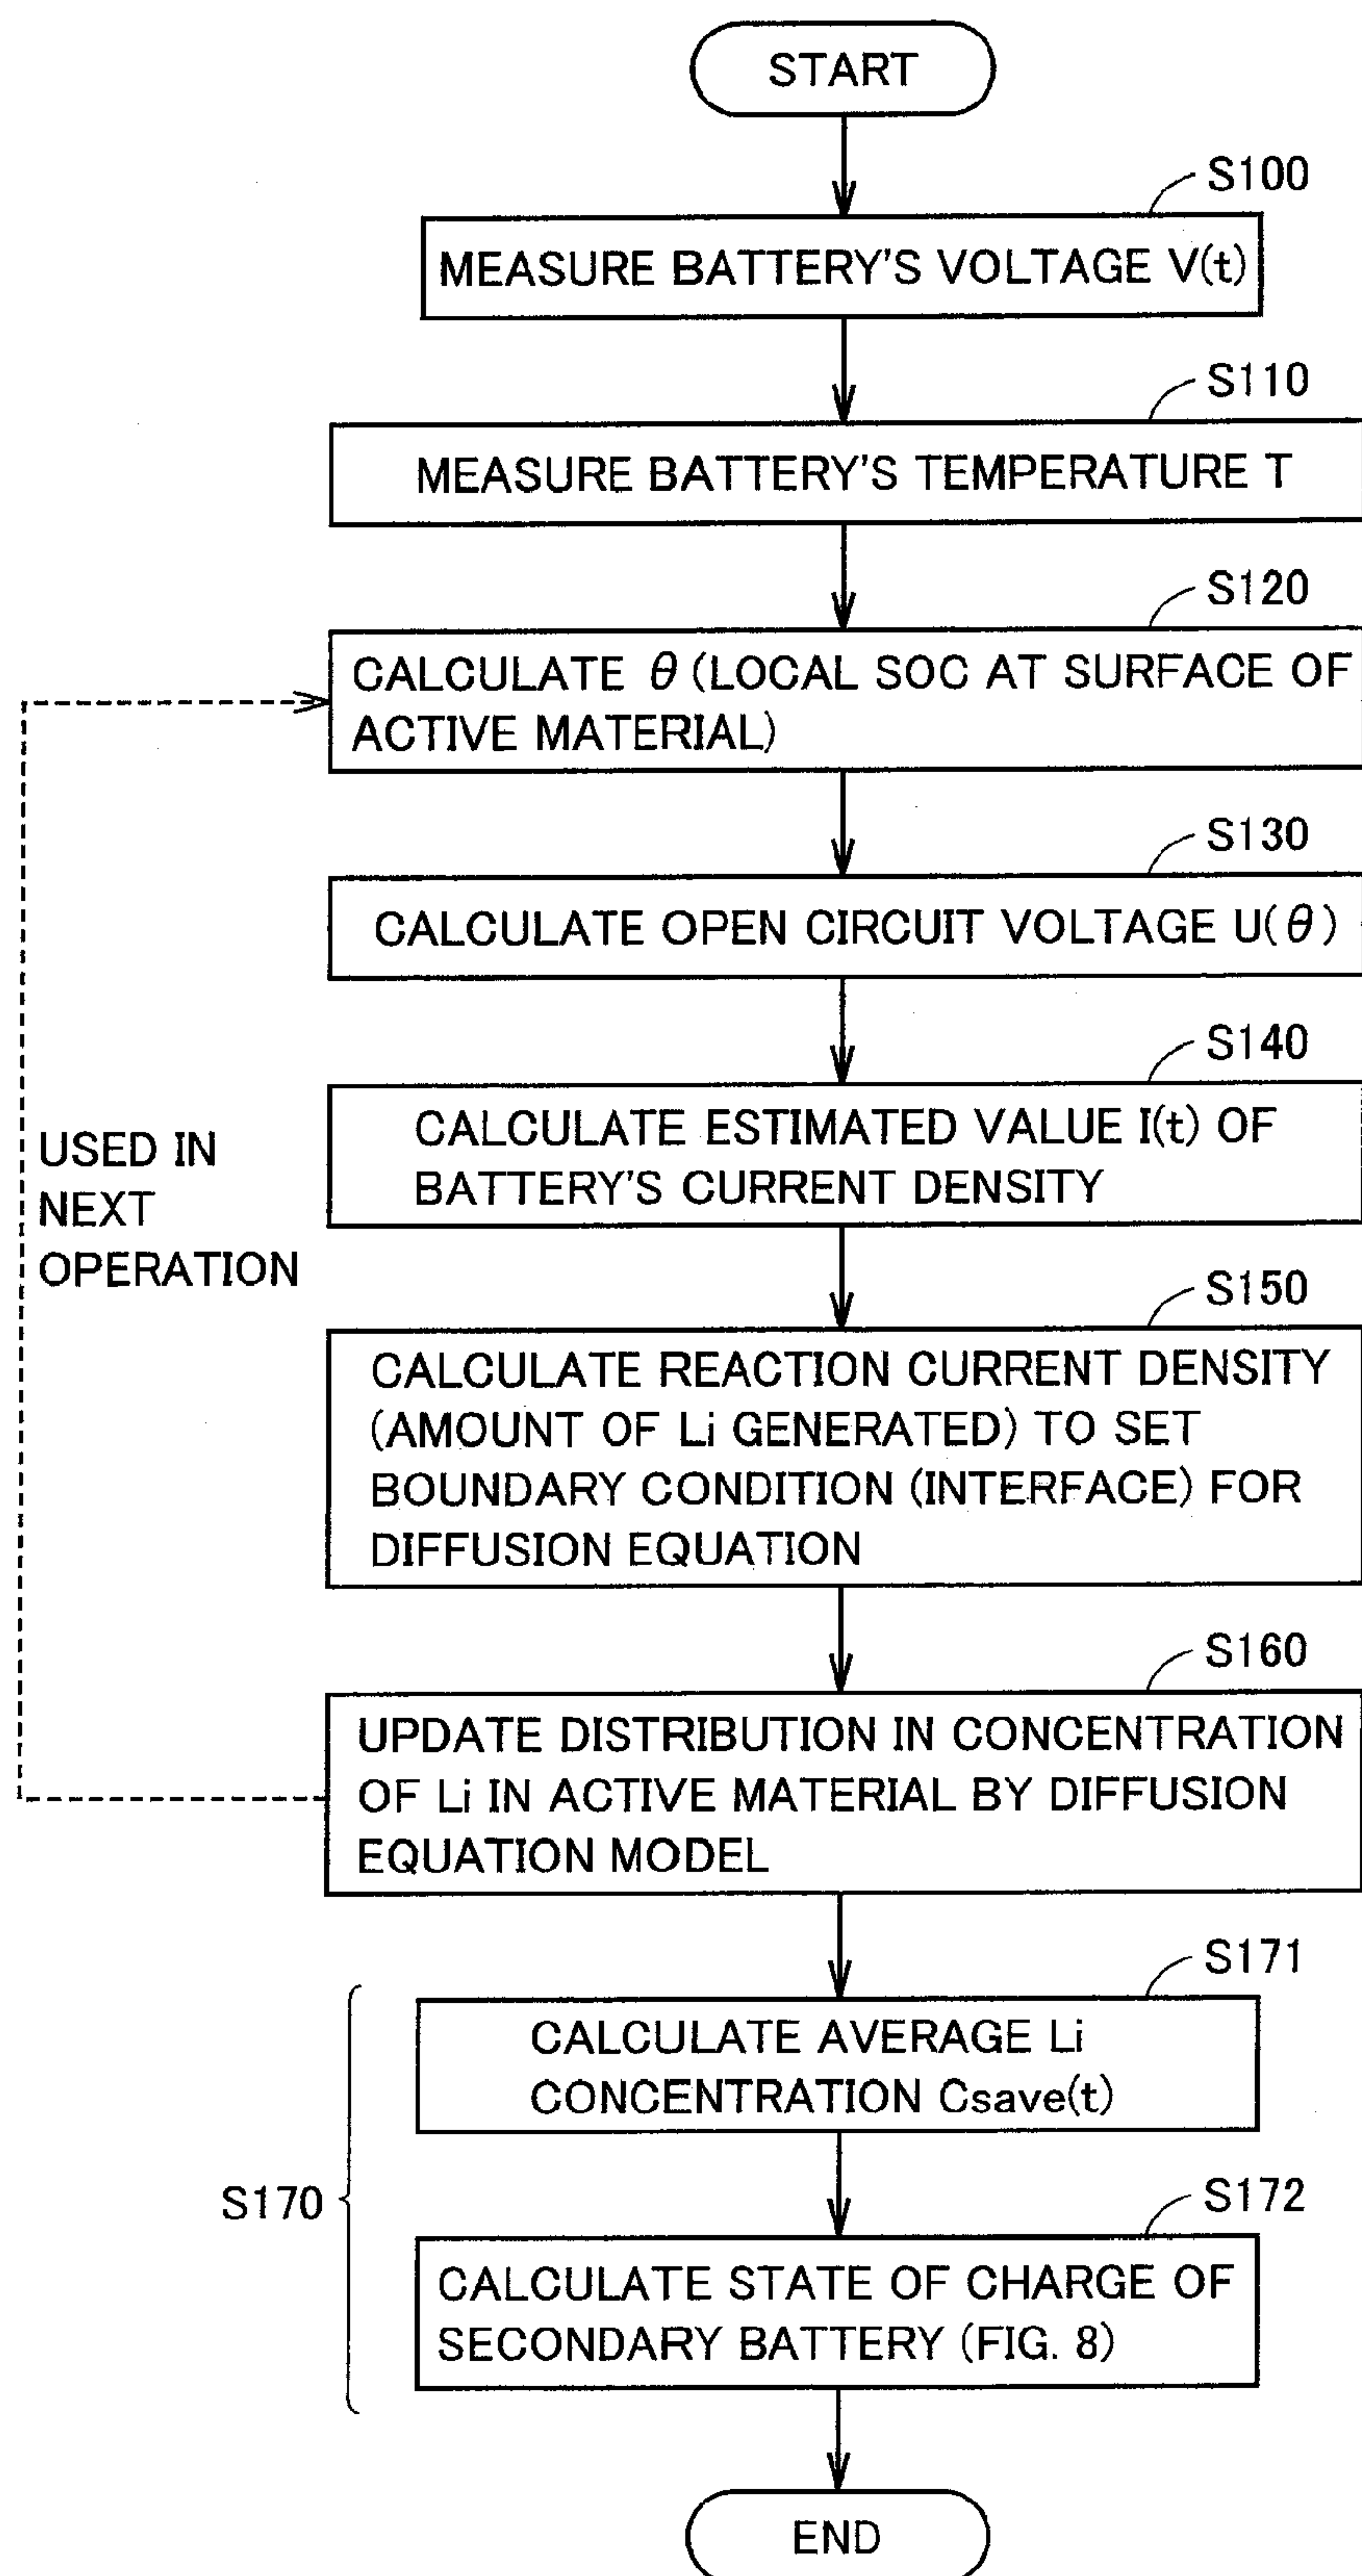 START
S100
MEASURE BATTERY'S VOLTAGE V(t)
S110
MEASURE BATTERY'S TEMPERATURE T
S120
CALCULATE θ (LOCAL SOC AT SURFACE OF
ACTIVE MATERIAL)
S130
CALCULATE OPEN CIRCUIT VOLTAGE U(θ)
S140
CALCULATE ESTIMATED VALUE I(t) OF
BATTERY'S CURRENT DENSITY
USED IN
NEXT
OPERATION
S150
CALCULATE REACTION CURRENT DENSITY
(AMOUNT OF Li GENERATED) TO SET
BOUNDARY CONDITION (INTERFACE) FOR
DIFFUSION EQUATION
S160
UPDATE DISTRIBUTION IN CONCENTRATION
OF Li IN ACTIVE MATERIAL BY DIFFUSION
EQUATION MODEL
S171
CALCULATE AVERAGE Li
CONCENTRATION Csave(t)
S170
S172
CALCULATE STATE OF CHARGE OF
SECONDARY BATTERY (FIG. 8)
END